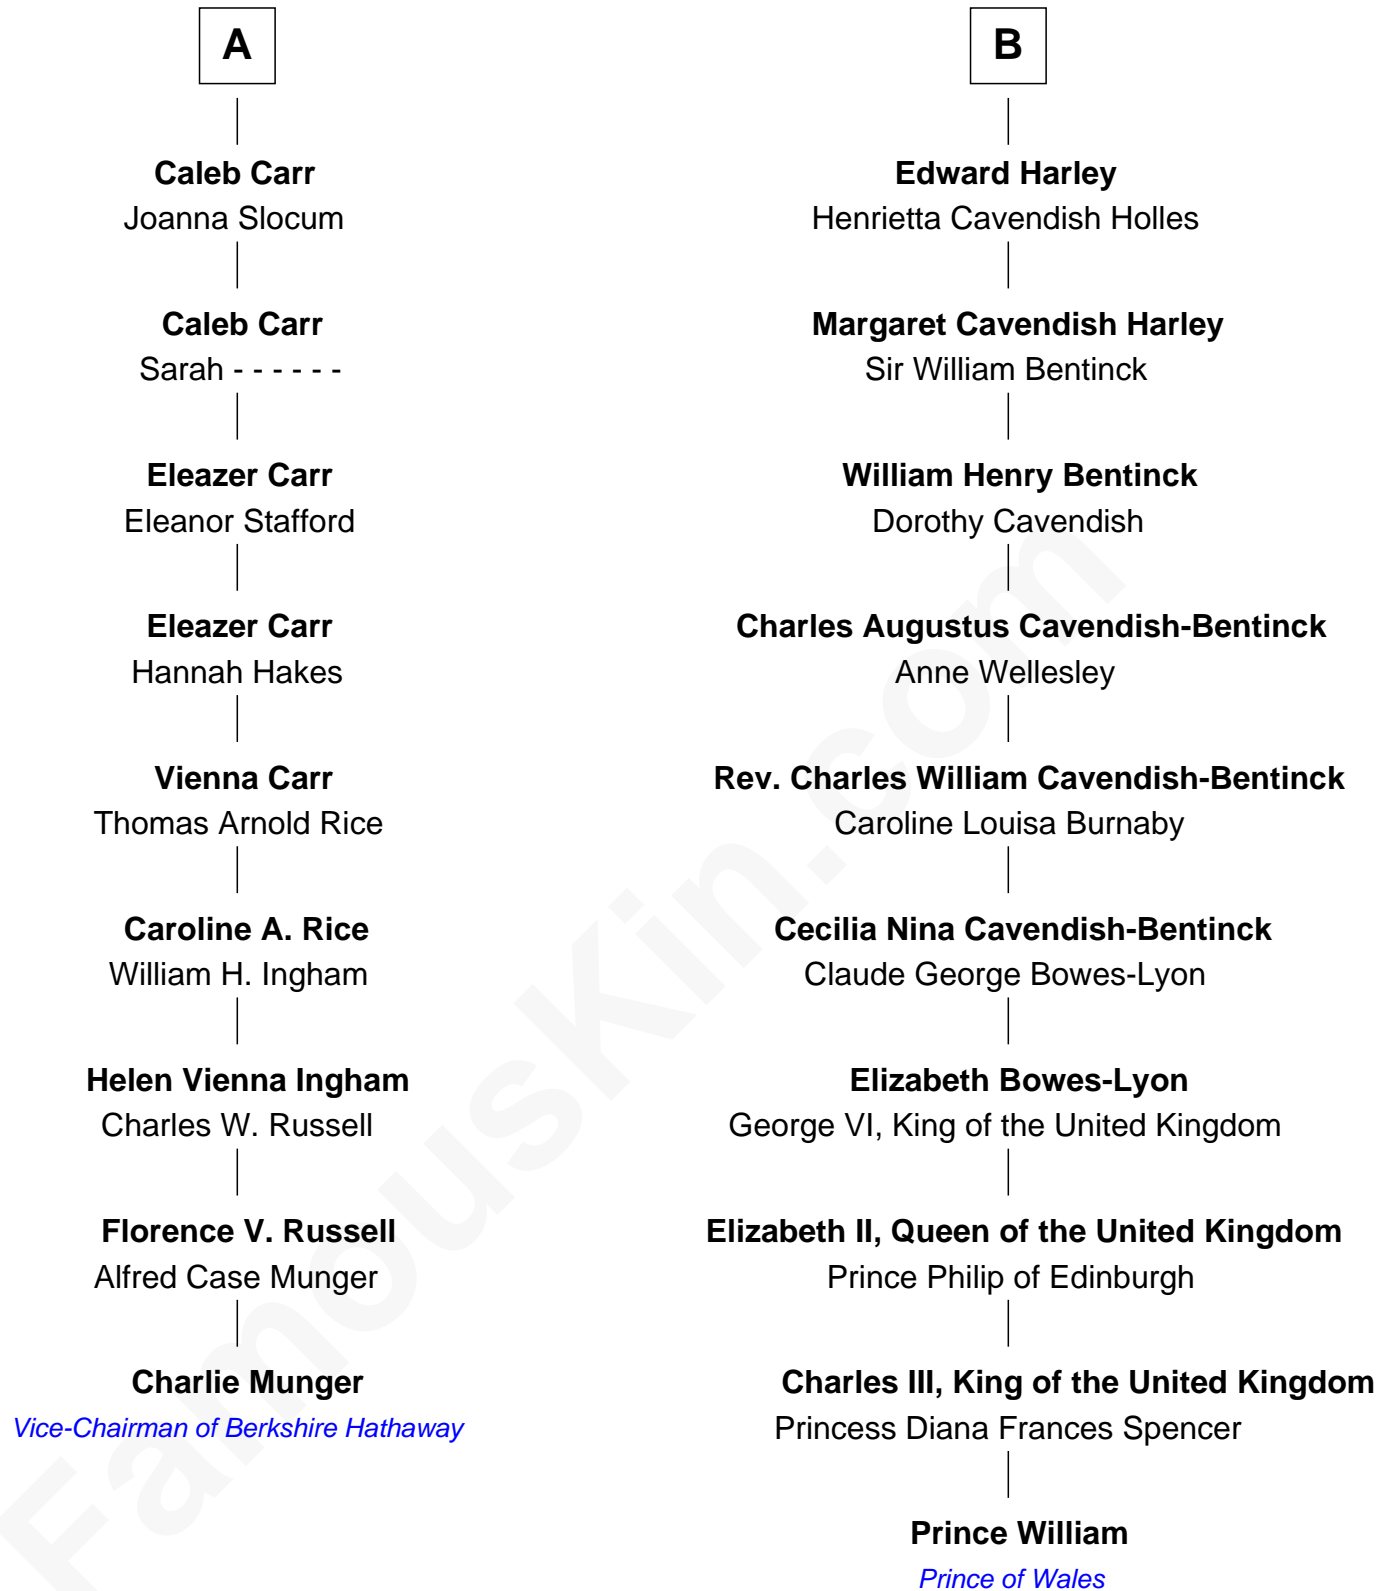 A
Caleb Carr
Joanna Slocum
Caleb Carr
Sarah - - - - - -
Eleazer Carr
Eleanor Stafford
Eleazer Carr
Hannah Hakes
Vienna Carr
Thomas Arnold Rice
Caroline A. Rice
William H. Ingham
Helen Vienna Ingham
Charles W. Russell
Florence V. Russell
Alfred Case Munger
Charlie Munger
Vice-Chairman of Berkshire Hathaway
B
Edward Harley
Henrietta Cavendish Holles
Margaret Cavendish Harley
Sir William Bentinck
William Henry Bentinck
Dorothy Cavendish
Charles Augustus Cavendish-Bentinck
Anne Wellesley
Rev. Charles William Cavendish-Bentinck
Caroline Louisa Burnaby
Cecilia Nina Cavendish-Bentinck
Claude George Bowes-Lyon
Elizabeth Bowes-Lyon
George VI, King of the United Kingdom
Elizabeth II, Queen of the United Kingdom
Prince Philip of Edinburgh
Charles III, King of the United Kingdom
Princess Diana Frances Spencer
Prince William
Prince of Wales
FamousKin.com